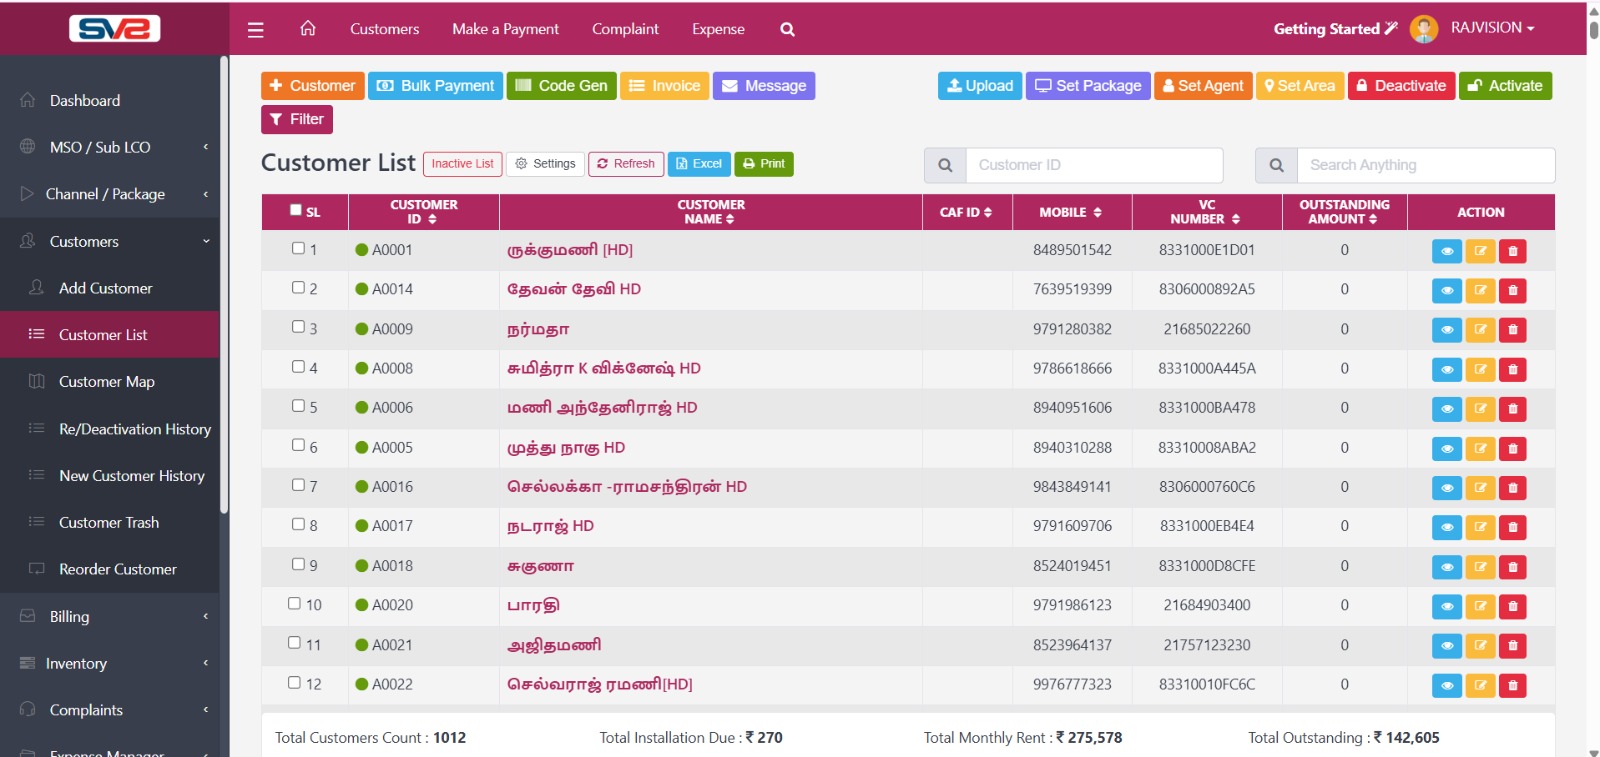 SV2
Customers Make a Payment Complaint Expense Getting Started RAJVISION
Dashboard
MSO / Sub LCO
Channel / Package
Customers
Add Customer
Customer List
Customer Map
Re/Deactivation History
New Customer History
Customer Trash
Reorder Customer
Billing
Inventory
Complaints
Expense Manager
+ Customer Bulk Payment Code Gen Invoice Message Upload Set Package Set Agent Set Area Deactivate Activate
Filter
Customer List Inactive List Settings Refresh Excel Print Customer ID Search Anything
SL CUSTOMER ID CUSTOMER NAME CAF ID MOBILE VC NUMBER OUTSTANDING AMOUNT ACTION
1 A0001 ருக்குமணி [HD] 8489501542 8331000E1D01 0
2 A0014 தேவன் தேவி HD 7639519399 8306000892A5 0
3 A0009 நர்மதா 9791280382 21685022260 0
4 A0008 சுமித்ரா K விக்னேஷ் HD 9786618666 8331000A445A 0
5 A0006 மணி அந்தேனிராஜ் HD 8940951606 8331000BA478 0
6 A0005 முத்து நாகு HD 8940310288 83310008ABA2 0
7 A0016 செல்லக்கா -ராமசந்திரன் HD 9843849141 8306000760C6 0
8 A0017 நடராஜ் HD 9791609706 8331000EB4E4 0
9 A0018 சுகுணா 8524019451 8331000D8CFE 0
10 A0020 பாரதி 9791986123 21684903400 0
11 A0021 அஜிதமணி 8523964137 21757123230 0
12 A0022 செல்வராஜ் ரமணி[HD] 9976777323 83310010FC6C 0
Total Customers Count : 1012 Total Installation Due : ₹ 270 Total Monthly Rent : ₹ 275,578 Total Outstanding : ₹ 142,605